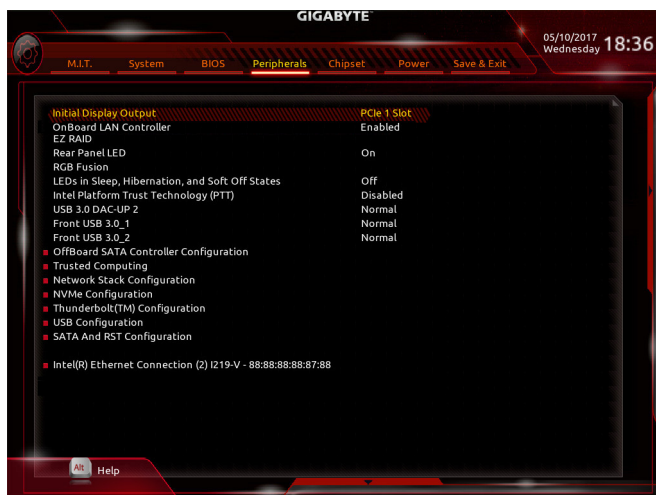 GIGABYTE™
05/10/2017
Wednesday 18:36
M.I.T. System BIOS Peripherals Chipset Power Save & Exit
Initial Display Output PCIe 1 Slot
OnBoard LAN Controller Enabled
EZ RAID
Rear Panel LED On
RGB Fusion
LEDs in Sleep, Hibernation, and Soft Off States Off
Intel Platform Trust Technology (PTT) Disabled
USB 3.0 DAC-UP 2 Normal
Front USB 3.0_1 Normal
Front USB 3.0_2 Normal
OffBoard SATA Controller Configuration
Trusted Computing
Network Stack Configuration
NVMe Configuration
Thunderbolt(TM) Configuration
USB Configuration
SATA And RST Configuration
Intel(R) Ethernet Connection (2) I219-V - 88:88:88:88:87:88
Alt Help